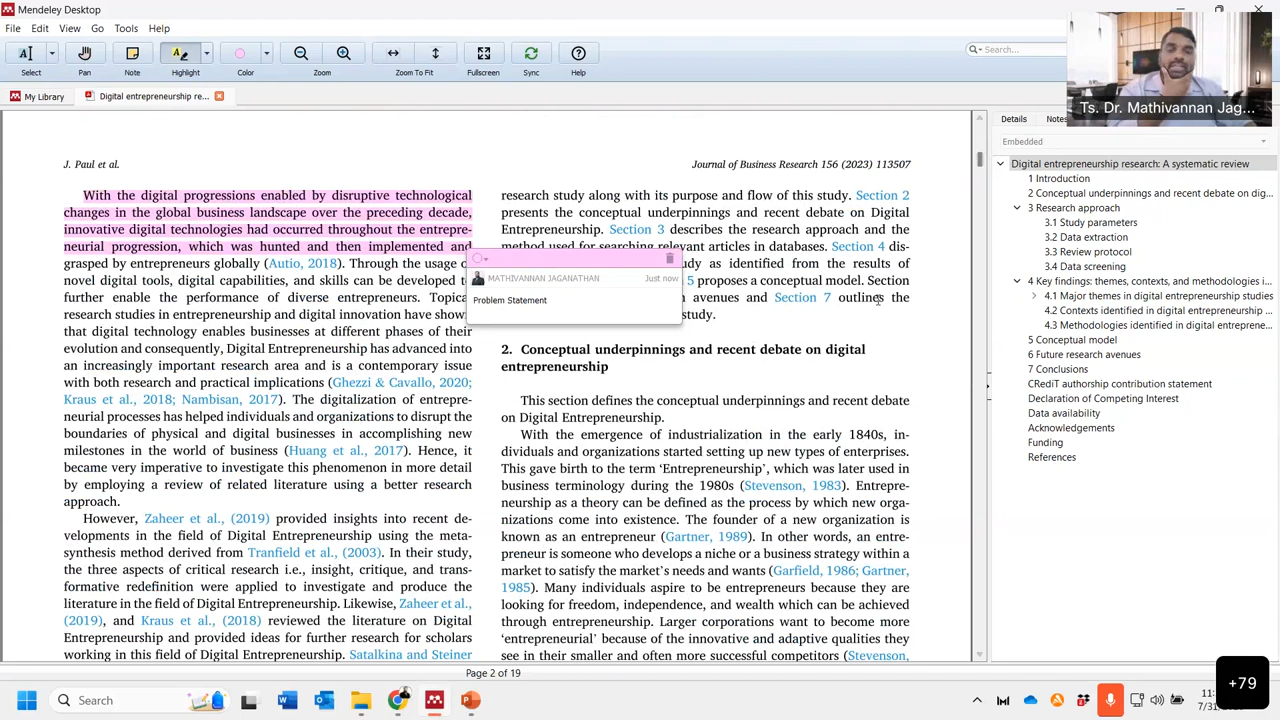 Mendeley Desktop
File Edit View Go Tools Help
Select Pan Note Highlight Color Zoom Zoom To Fit Fullscreen Sync Help
Search...
Ts. Dr. Mathivannan Jag...
My Library Digital entrepreneurship re...
Details Notes
Embedded
J. Paul et al.
Journal of Business Research 156 (2023) 113507
With the digital progressions enabled by disruptive technological
changes in the global business landscape over the preceding decade,
innovative digital technologies had occurred throughout the entrepre-
neurial progression, which was hunted and then implemented and
grasped by entrepreneurs globally (Autio, 2018). Through the usage
novel digital tools, digital capabilities, and skills can be developed
further enable the performance of diverse entrepreneurs. Topica
research studies in entrepreneurship and digital innovation have show
that digital technology enables businesses at different phases of their
evolution and consequently, Digital Entrepreneurship has advanced into
an increasingly important research area and is a contemporary issue
with both research and practical implications (Ghezzi & Cavallo, 2020;
Kraus et al., 2018; Nambisan, 2017). The digitalization of entrepre-
neurial processes has helped individuals and organizations to disrupt the
boundaries of physical and digital businesses in accomplishing new
milestones in the world of business (Huang et al., 2017). Hence, it
became very imperative to investigate this phenomenon in more detail
by employing a review of related literature using a better research
approach.
However, Zaheer et al., (2019) provided insights into recent de-
velopments in the field of Digital Entrepreneurship using the meta-
synthesis method derived from Tranfield et al., (2003). In their study,
the three aspects of critical research i.e., insight, critique, and trans-
formative redefinition were applied to investigate and produce the
literature in the field of Digital Entrepreneurship. Likewise, Zaheer et al.,
(2019), and Kraus et al., (2018) reviewed the literature on Digital
Entrepreneurship and provided ideas for further research for scholars
working in this field of Digital Entrepreneurship. Satalkina and Steiner
MATHIVANNAN JAGANATHAN Just now
Problem Statement
research study along with its purpose and flow of this study. Section 2
presents the conceptual underpinnings and recent debate on Digital
Entrepreneurship. Section 3 describes the research approach and the
method used for searching relevant articles in databases. Section 4 dis-
udy as identified from the results of
5 proposes a conceptual model. Section
avenues and Section 7 outlines the
study.
2. Conceptual underpinnings and recent debate on digital
entrepreneurship
This section defines the conceptual underpinnings and recent debate
on Digital Entrepreneurship.
With the emergence of industrialization in the early 1840s, in-
dividuals and organizations started setting up new types of enterprises.
This gave birth to the term 'Entrepreneurship', which was later used in
business terminology during the 1980s (Stevenson, 1983). Entrepre-
neurship as a theory can be defined as the process by which new orga-
nizations come into existence. The founder of a new organization is
known as an entrepreneur (Gartner, 1989). In other words, an entre-
preneur is someone who develops a niche or a business strategy within a
market to satisfy the market's needs and wants (Garfield, 1986; Gartner,
1985). Many individuals aspire to be entrepreneurs because they are
looking for freedom, independence, and wealth which can be achieved
through entrepreneurship. Larger corporations want to become more
'entrepreneurial' because of the innovative and adaptive qualities they
see in their smaller and often more successful competitors (Stevenson,
Digital entrepreneurship research: A systematic review
1 Introduction
2 Conceptual underpinnings and recent debate on dig...
3 Research approach
3.1 Study parameters
3.2 Data extraction
3.3 Review protocol
3.4 Data screening
4 Key findings: themes, contexts, and methodologies i...
4.1 Major themes in digital entrepreneurship studies
4.2 Contexts identified in digital entrepreneurship ...
4.3 Methodologies identified in digital entreprene...
5 Conceptual model
6 Future research avenues
7 Conclusions
CRediT authorship contribution statement
Declaration of Competing Interest
Data availability
Acknowledgements
Funding
References
Page 2 of 19
Search
+79